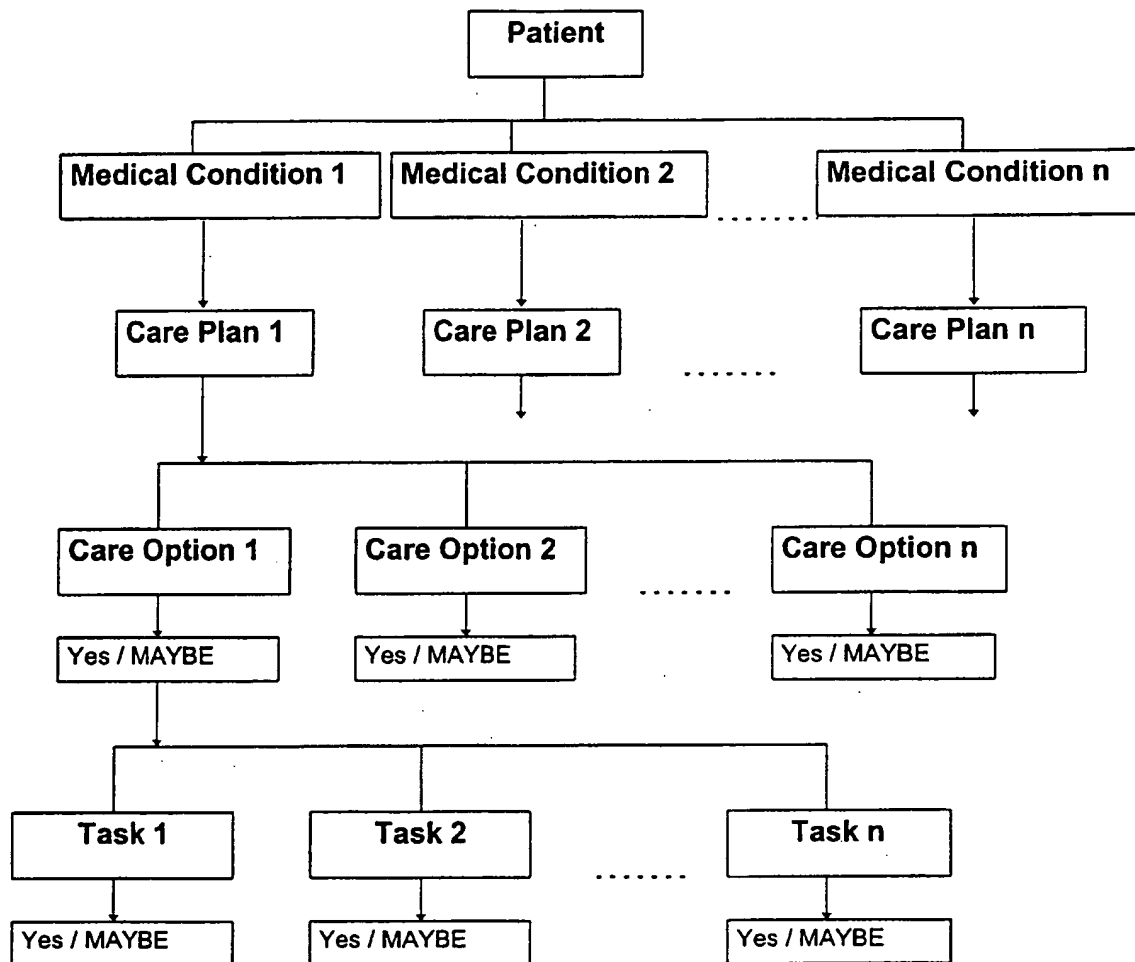 Patient
Medical Condition 1
Medical Condition 2
Medical Condition n
Care Plan 1
Care Plan 2
Care Plan n
Care Option 1
Care Option 2
Care Option n
Yes / MAYBE
Yes / MAYBE
Yes / MAYBE
Task 1
Task 2
Task n
Yes / MAYBE
Yes / MAYBE
Yes / MAYBE